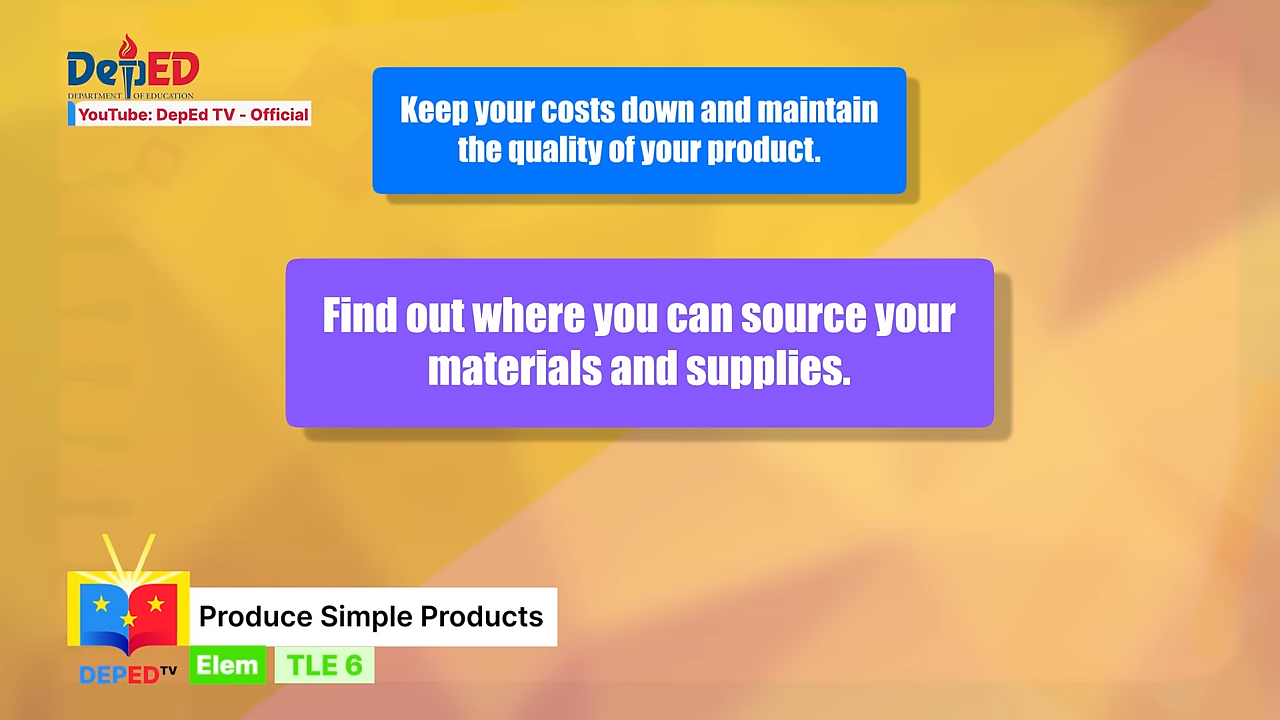 DepED
DEPARTMENT OF EDUCATION
YouTube: DepEd TV - Official
Keep your costs down and maintain
the quality of your product.
Find out where you can source your
materials and supplies.
Produce Simple Products
DEPED TV
Elem
TLE 6